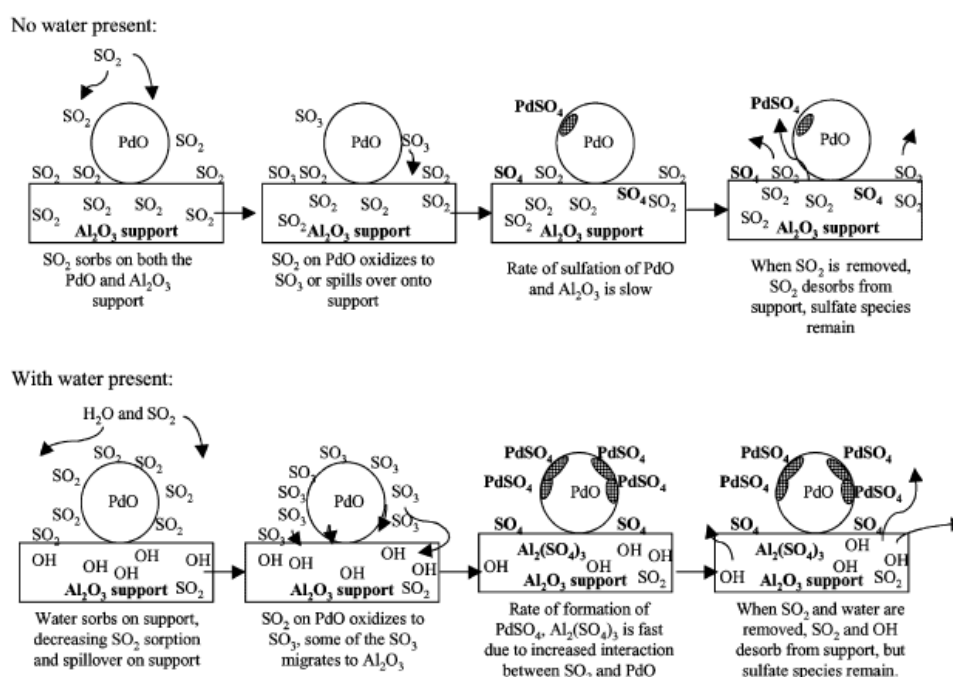 No water present:
SO2
SO2 PdO SO2
SO2 SO2 SO2
SO2 SO2 SO2 SO2
Al2O3 support
SO2 sorbs on both the
PdO and Al2O3
support
SO3 PdO SO3
SO3 SO2 SO2
SO2 SO2 SO2 SO2
Al2O3 support
SO2 on PdO oxidizes to
SO3 or spills over onto
support
PdSO4
PdO
SO4 SO2 SO2
SO2 SO2 SO2 SO4 SO2
Al2O3 support
Rate of sulfation of PdO
and Al2O3 is slow
PdSO4
PdO
SO4 SO2 SO2
SO2 SO2 SO2 SO4
Al2O3 support
When SO2 is removed,
SO2 desorbs from
support, sulfate species
remain
With water present:
H2O and SO2
SO2 SO2
SO2 SO2
SO2 PdO
SO2 SO2
OH OH OH OH OH
Al2O3 support SO2
Water sorbs on support,
decreasing SO2 sorption
and spillover on support
SO3 SO3
SO3
SO3 PdO SO3
SO3 SO3
SO3
OH OH OH OH OH
Al2O3 support
SO2 on PdO oxidizes to
SO3, some of the SO3
migrates to Al2O3
PdSO4 PdSO4
PdSO4 PdO PdSO4
SO4 SO4
Al2(SO4)3 OH OH
OH OH SO2
Al2O3 support
Rate of formation of
PdSO4, Al2(SO4)3 is fast
due to increased interaction
between SO2 and PdO
PdSO4 PdSO4
PdSO4 PdO PdSO4
SO4 SO4
Al2(SO4)3 OH OH
OH SO2
Al2O3 support
When SO2 and water are
removed, SO2 and OH
desorb from support, but
sulfate species remain.